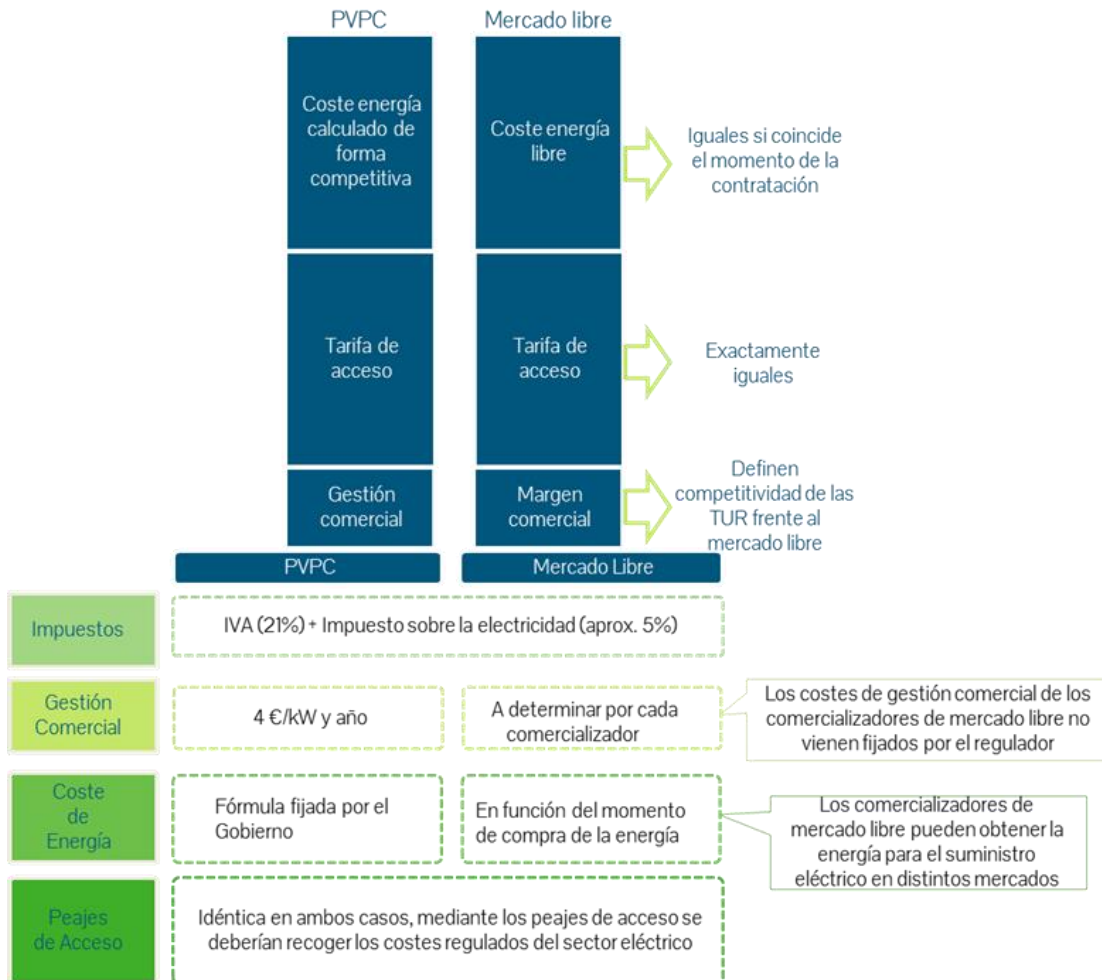 PVPC
Mercado libre
Coste energía
calculado de
forma
competitiva
Coste energía
libre
Iguales si coincide
el momento de la
contratación
Tarifa de
acceso
Tarifa de
acceso
Exactamente
iguales
Gestión
comercial
Margen
comercial
Definen
competitividad de las
TUR frente al
mercado libre
PVPC
Mercado Libre
Impuestos
IVA (21%) + Impuesto sobre la electricidad (aprox. 5%)
Gestión
Comercial
4 €/kW y año
A determinar por cada
comercializador
Los costes de gestión comercial de los
comercializadores de mercado libre no
vienen fijados por el regulador
Coste
de
Energía
Fórmula fijada por el
Gobierno
En función del momento
de compra de la energía
Los comercializadores de
mercado libre pueden obtener la
energía para el suministro
eléctrico en distintos mercados
Peajes
de Acceso
Idéntica en ambos casos, mediante los peajes de acceso se
deberían recoger los costes regulados del sector eléctrico